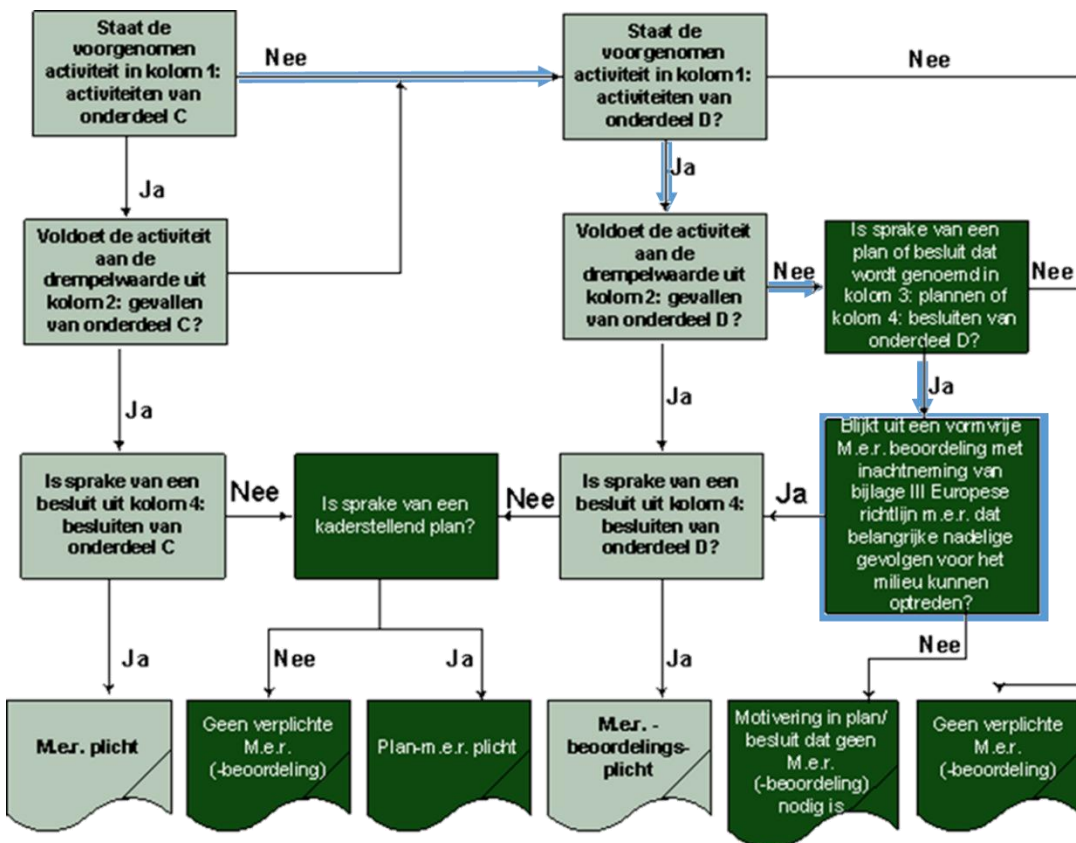 Staat de
voorgenomen
activiteit in kolom 1:
activiteiten van
onderdeel C
Nee
Staat de
voorgenomen
activiteit in kolom 1:
activiteiten van
onderdeel D?
Nee
Ja
Ja
Voldoet de activiteit
aan de
drempelwaarde uit
kolom 2: gevallen
van onderdeel C?
Voldoet de activiteit
aan de
drempelwaarde uit
kolom 2: gevallen
van onderdeel D?
Nee
Is sprake van een
plan of besluit dat
wordt genoemd in
kolom 3: plannen of
kolom 4: besluiten van
onderdeel D?
Nee
Ja
Ja
Ja
Is sprake van een
besluit uit kolom 4:
besluiten van
onderdeel C
Nee
Is sprake van een
kaderstellend plan?
Nee
Is sprake van een
besluit uit kolom 4:
besluiten van
onderdeel D?
Ja
Blijkt uit een vormvrije
M.e.r. beoordeling met
inachtneming van
bijlage III Europese
richtlijn m.e.r. dat
belangrijke nadelige
gevolgen voor het
milieu kunnen
optreden?
Ja
Nee
Ja
Ja
Nee
M.e.r. plicht
Geen verplichte
M.e.r.
(-beoordeling)
Plan-m.e.r. plicht
M.e.r. -
beoordelings-
plicht
Motivering in plan/
besluit dat geen
M.e.r.
(-beoordeling)
nodig is
Geen verplichte
M.e.r.
(-beoordeling)